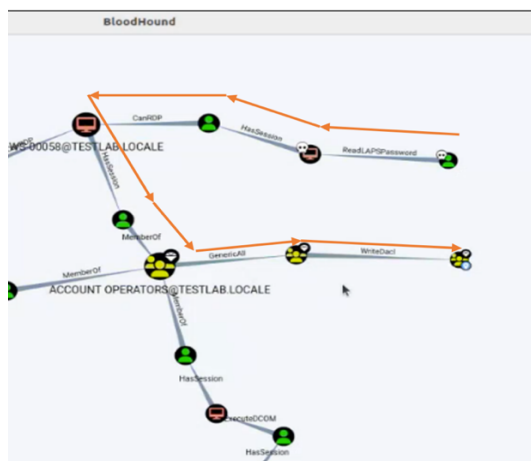 BloodHound
CanRDP
HasSession
ReadLAPSPassword
WS-00058@TESTLAB.LOCALE
HasSession
MemberOf
GenericAll
WriteDacl
MemberOf
ACCOUNT OPERATORS@TESTLAB.LOCALE
MemberOf
HasSession
ExecuteDCOM
HasSession